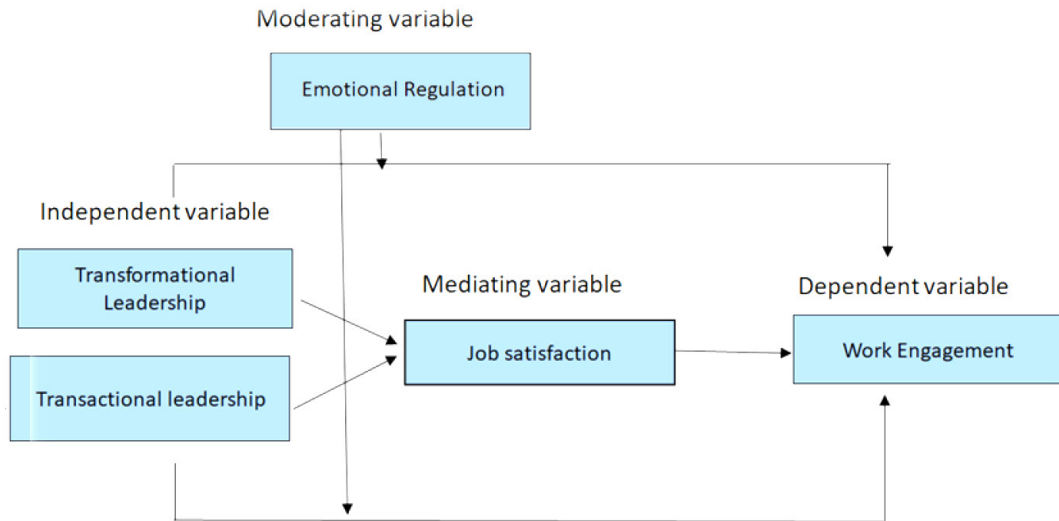 Moderating variable
Emotional Regulation
Independent variable
Transformational
Leadership
Mediating variable
Dependent variable
Job satisfaction
Work Engagement
Transactional leadership